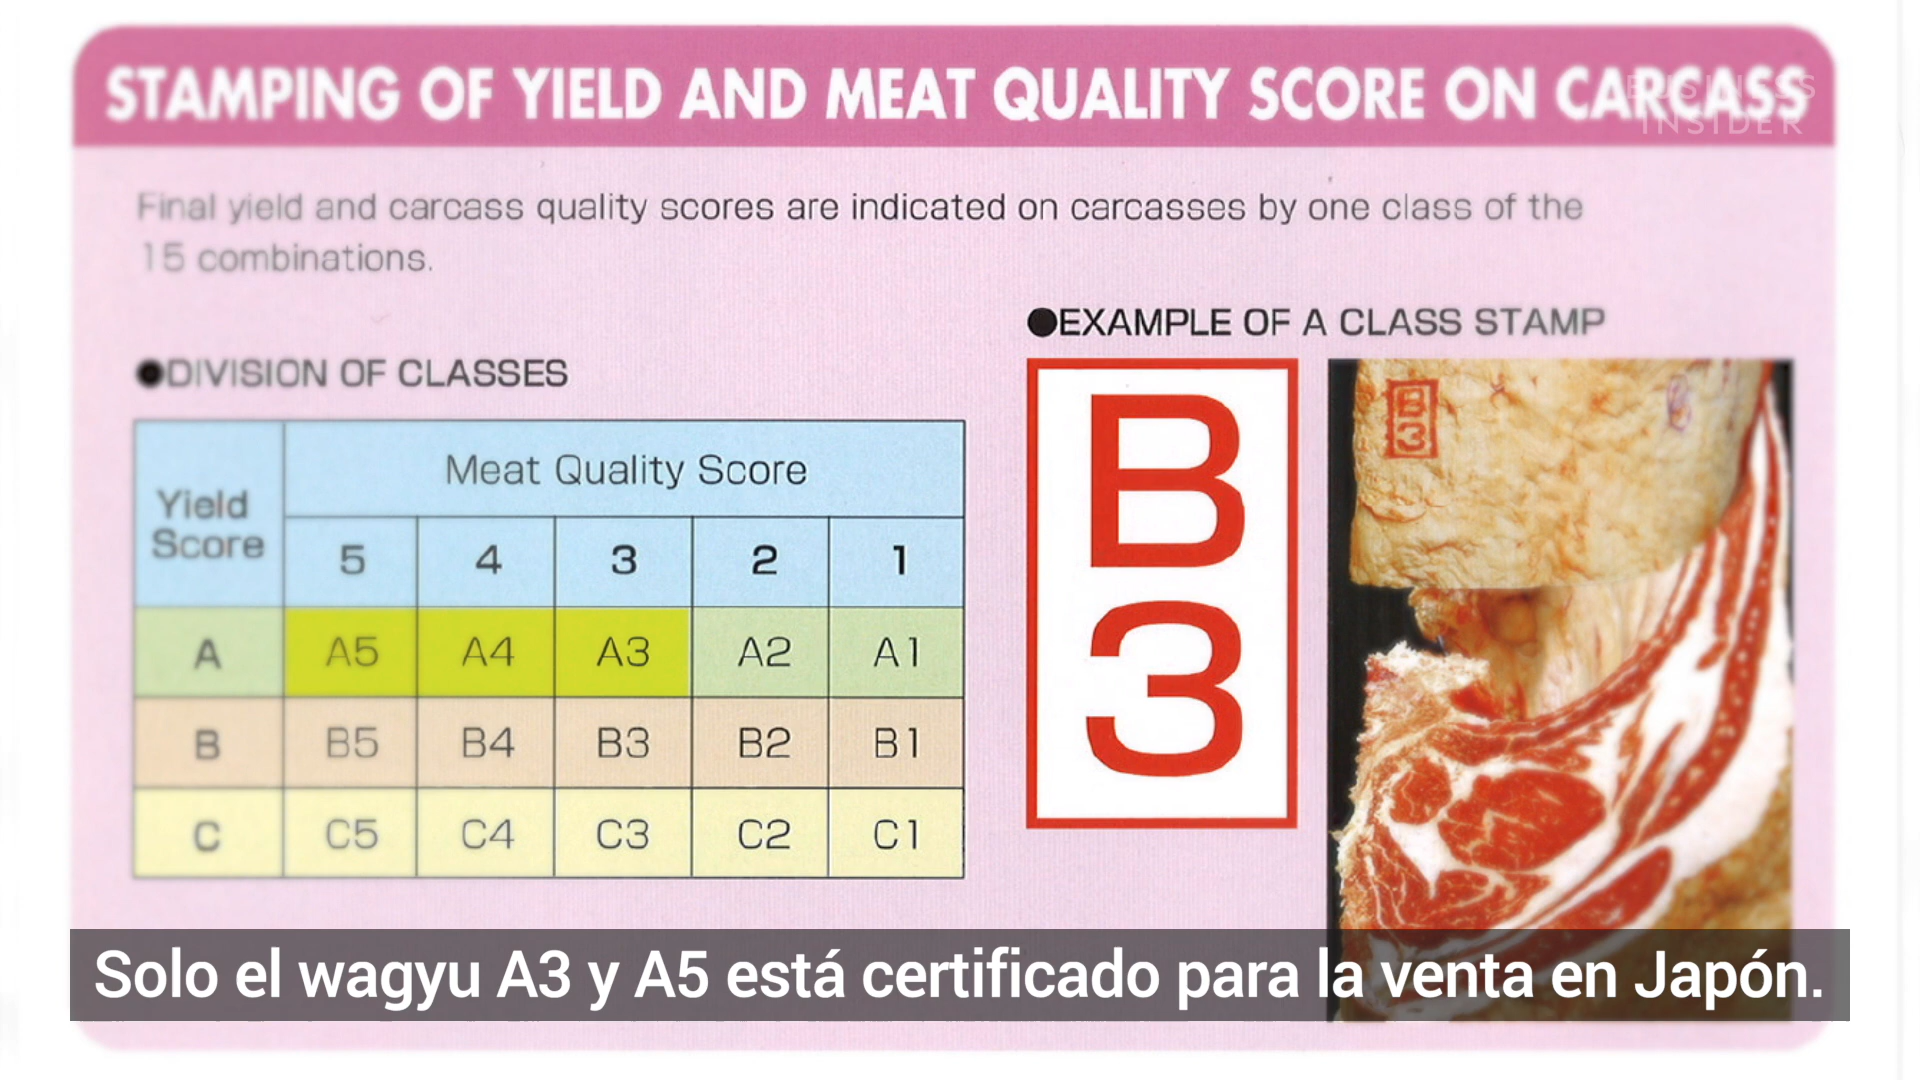 STAMPING OF YIELD AND MEAT QUALITY SCORE ON CARCASS
BUSINESS
INSIDER
Final yield and carcass quality scores are indicated on carcasses by one class of the
15 combinations.
●DIVISION OF CLASSES
Yield
Score
Meat Quality Score
5 4 3 2 1
A A5 A4 A3 A2 A1
B B5 B4 B3 B2 B1
C C5 C4 C3 C2 C1
●EXAMPLE OF A CLASS STAMP
B
3
B
3
Solo el wagyu A3 y A5 está certificado para la venta en Japón.